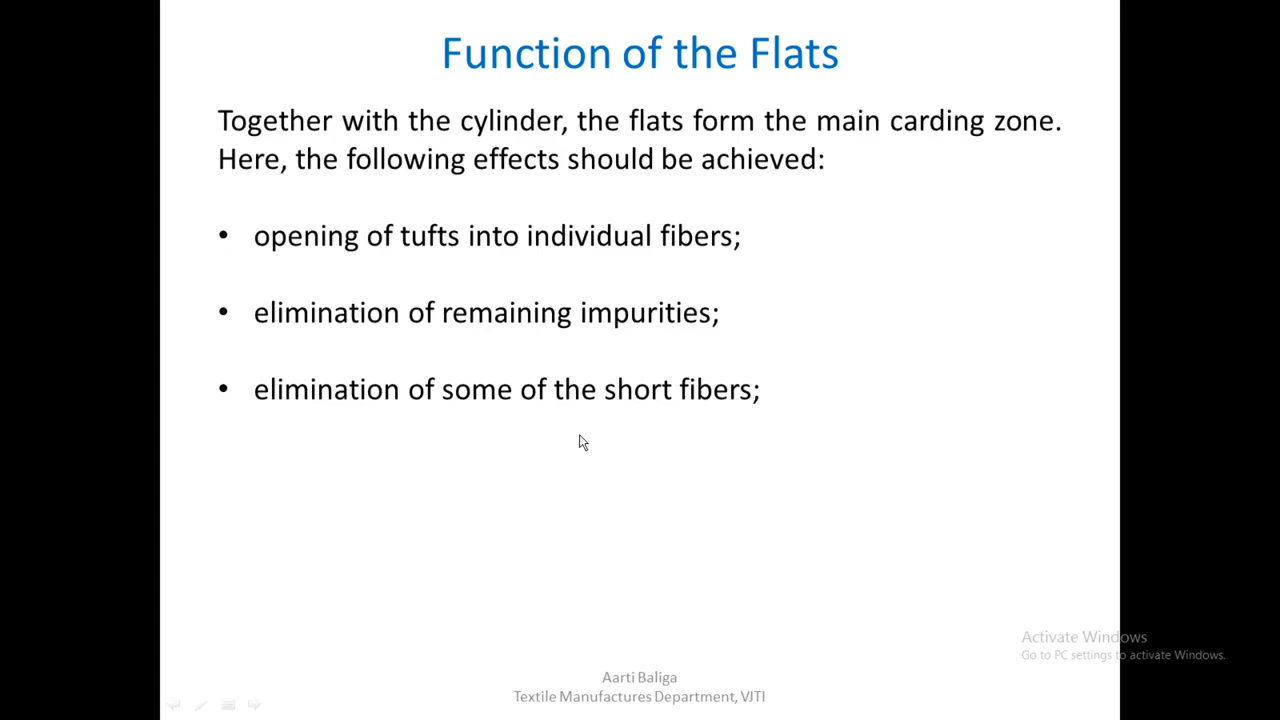 Function of the Flats
Together with the cylinder, the flats form the main carding zone.
Here, the following effects should be achieved:
• opening of tufts into individual fibers;
• elimination of remaining impurities;
• elimination of some of the short fibers;
Activate Windows
Go to PC settings to activate Windows.
Aarti Baliga
Textile Manufactures Department, VJTI